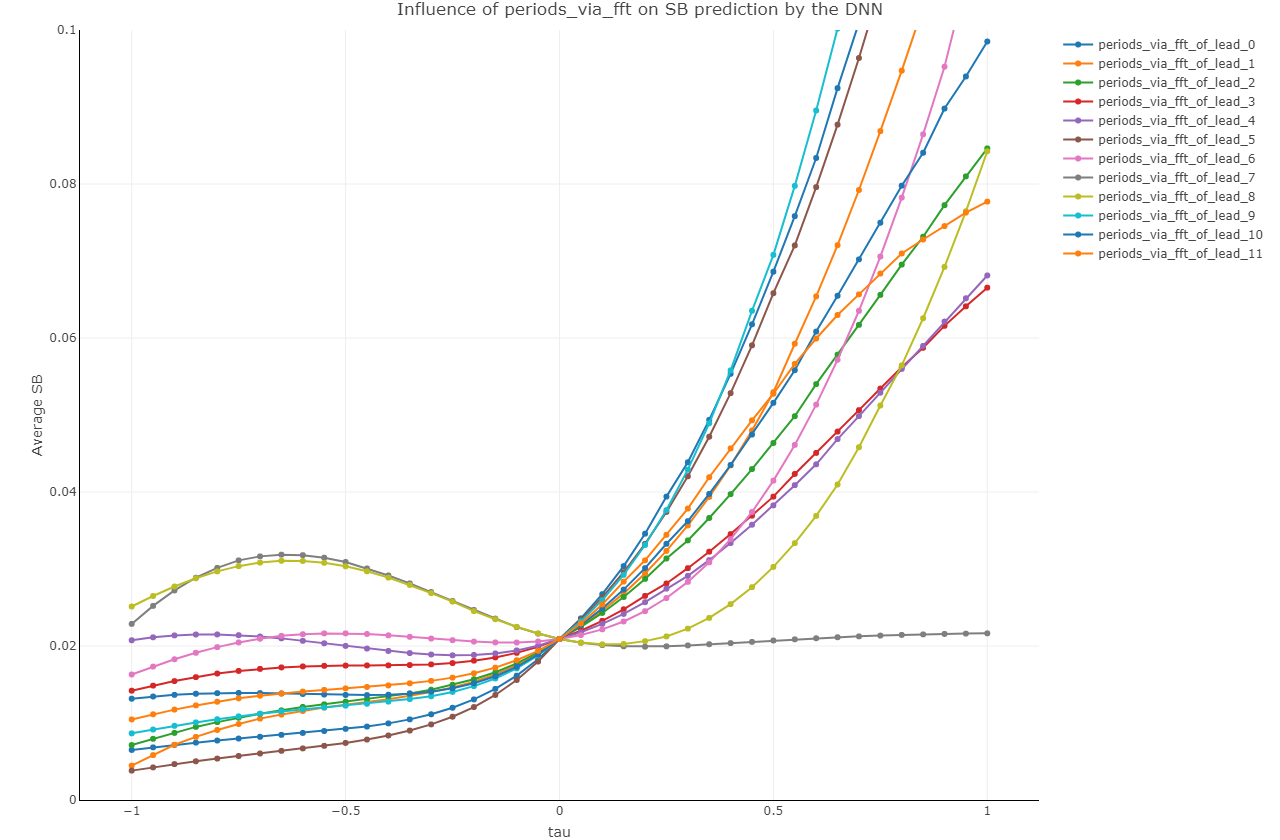 Influence of periods_via_fft on SB prediction by the DNN
0.1
0.08
0.06
0.04
0.02
0
Average SB
−1
−0.5
0
0.5
1
tau
periods_via_fft_of_lead_0
periods_via_fft_of_lead_1
periods_via_fft_of_lead_2
periods_via_fft_of_lead_3
periods_via_fft_of_lead_4
periods_via_fft_of_lead_5
periods_via_fft_of_lead_6
periods_via_fft_of_lead_7
periods_via_fft_of_lead_8
periods_via_fft_of_lead_9
periods_via_fft_of_lead_10
periods_via_fft_of_lead_11